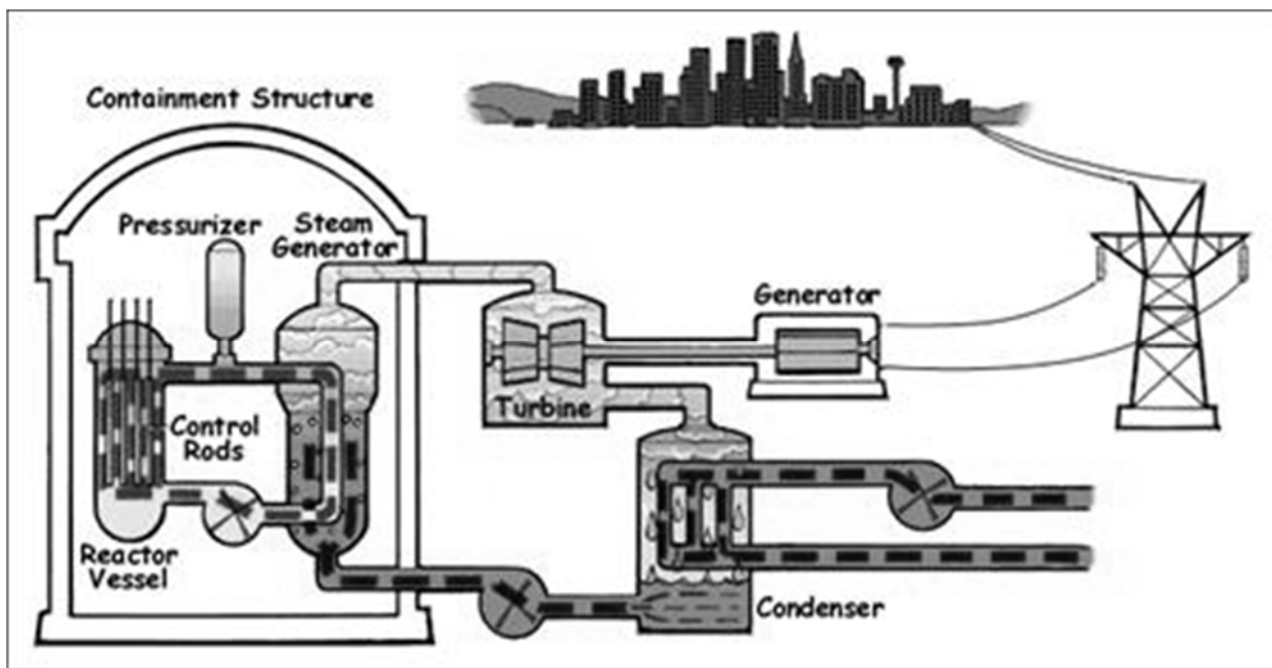 Containment Structure
Pressurizer
Steam
Generator
Control
Rods
Reactor
Vessel
Turbine
Generator
Condenser